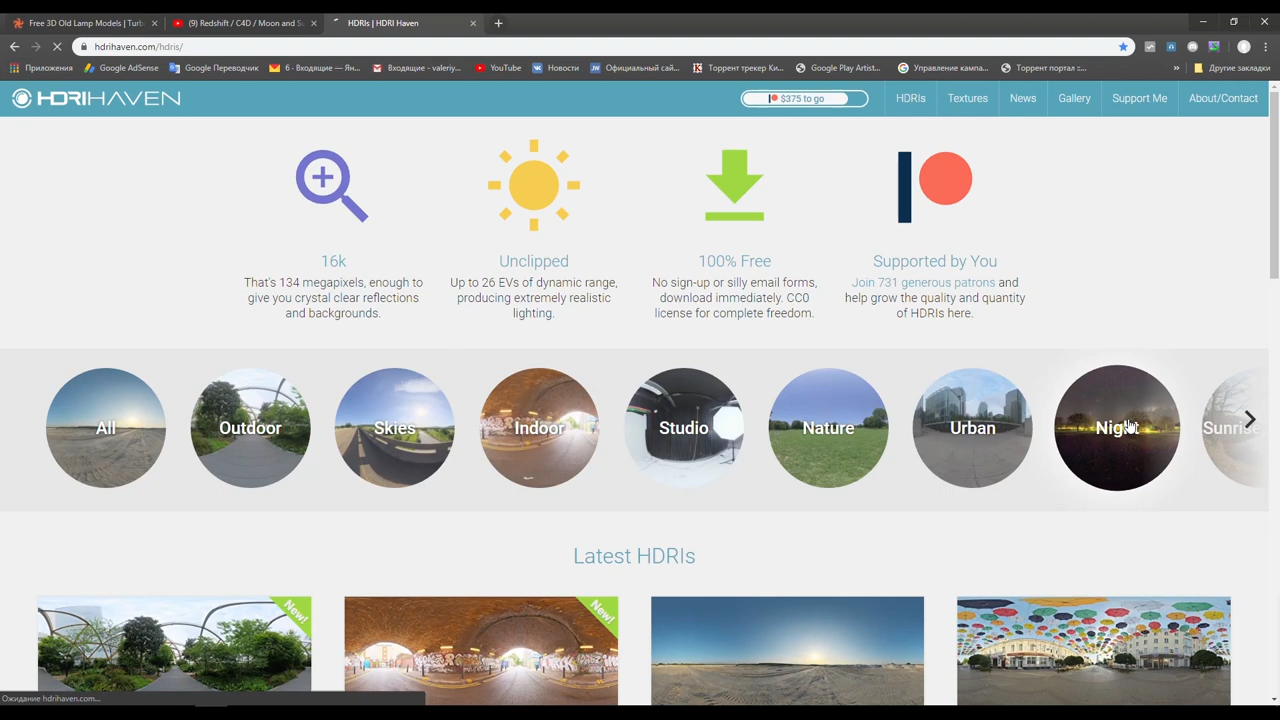 Free 3D Old Lamp Models | Turb
(9) Redshift / C4D / Moon and Su
HDRIs | HDRI Haven
hdrihaven.com/hdris/
Приложения
Google AdSense
Google Переводчик
6 · Входящие — Ян...
Входящие - valeriy...
YouTube
Новости
Официальный сай...
Торрент трекер Ки...
Google Play Artist...
Управление кампа...
Торрент портал ::...
»
Другие закладки
HDRIHAVEN
$375 to go
HDRIs
Textures
News
Gallery
Support Me
About/Contact
16k
That's 134 megapixels, enough to
give you crystal clear reflections
and backgrounds.
Unclipped
Up to 26 EVs of dynamic range,
producing extremely realistic
lighting.
100% Free
No sign-up or silly email forms,
download immediately. CC0
license for complete freedom.
Supported by You
Join 731 generous patrons and
help grow the quality and quantity
of HDRIs here.
All
Outdoor
Skies
Indoor
Studio
Nature
Urban
Night
Sunris
Latest HDRIs
New!
New!
Ожидание hdrihaven.com...